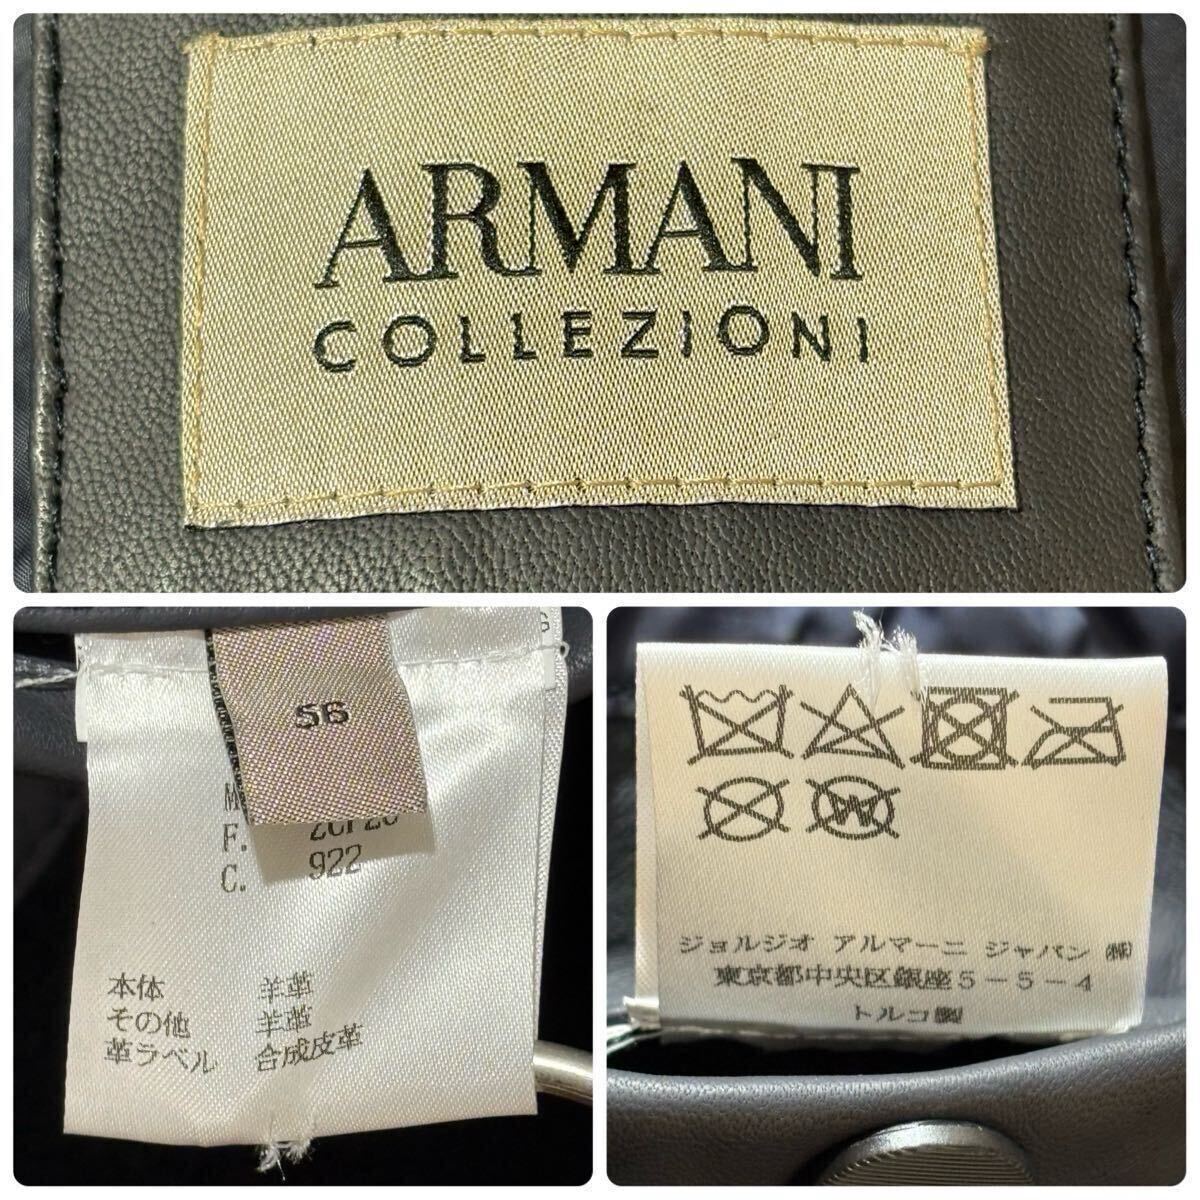 ARMANI
COLLEZIONI
G
56
F.
C. 922
本体 羊革
その他 羊革
革ラベル 合成皮革
W
ジョルジオ アルマーニ ジャパン ㈱
東京都中央区銀座5-5-4
トルコ製